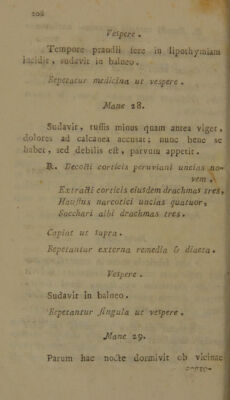 208
Vespere.
Tempore prandii fere in lipothymiam
incidit, sudavit in balneo.
Repetatur medicina ut vespere.
Mane 28.
Sudavit, tussis minus quam antea viget,
dolores ad calcanea accusat; nunc bene se
habet, sed debilis est, parvum appetit.
R. Decocti corticis peruviani uncias no-
vem.
Extracti corticis eiusdem drachmas tres,
Haustus narcotici uncias quatuor,
Sacchari albi drachmas tres.
Capiat ut supra.
Repetantur externa remedia & diaeta.
Vespere.
Sudavit in balneo.
Repetantur singula ut vespere.
Mane 29.
Parum hac nocte dormivit ob vicinae